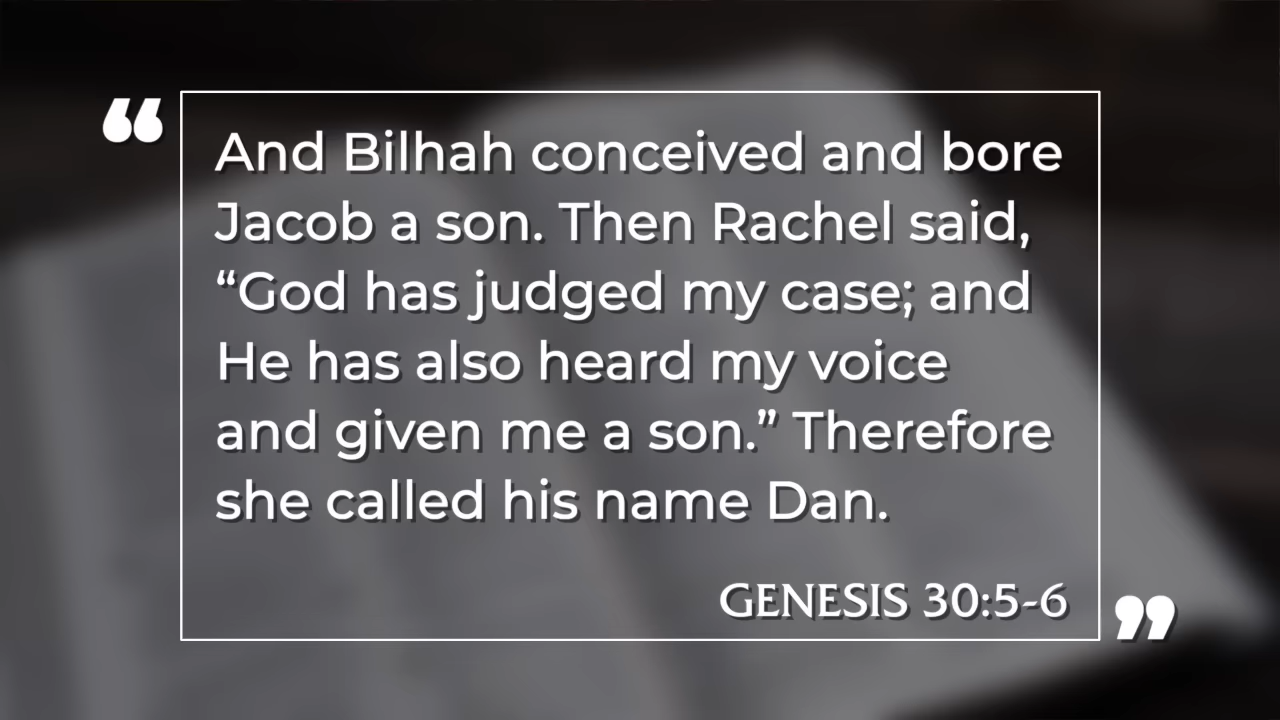 “
And Bilhah conceived and bore
Jacob a son. Then Rachel said,
“God has judged my case; and
He has also heard my voice
and given me a son.” Therefore
she called his name Dan.
GENESIS 30:5-6
”